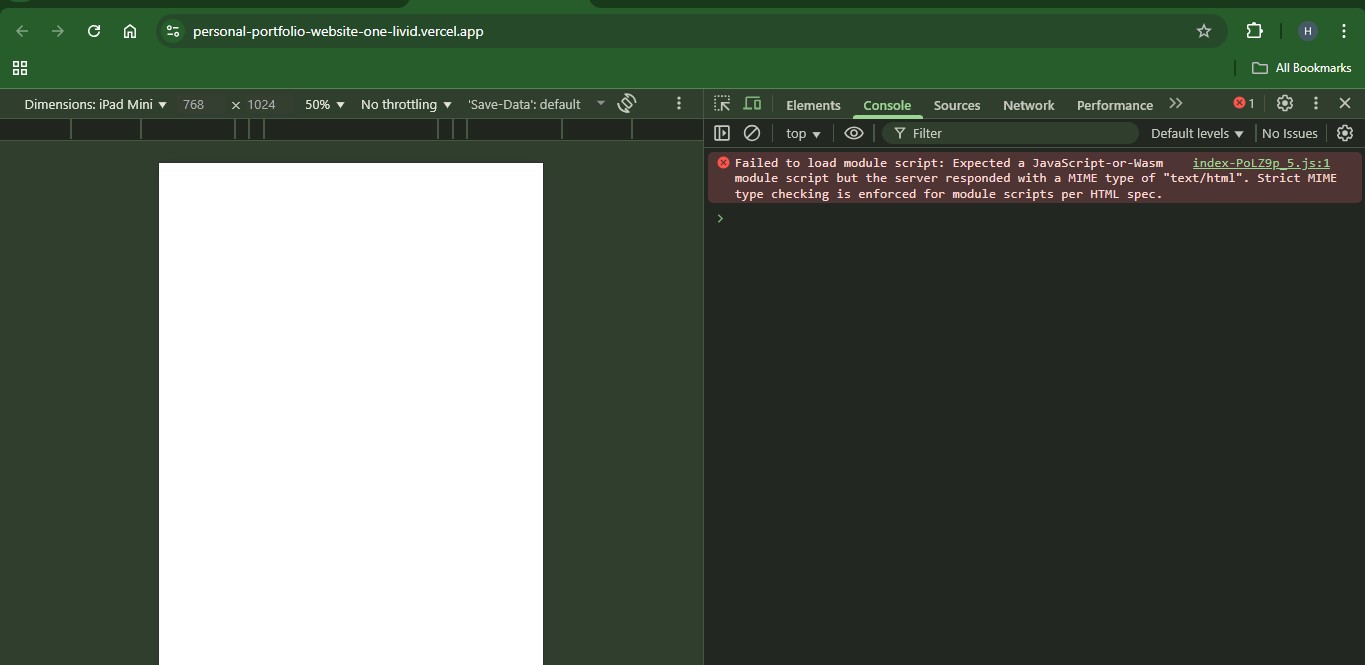 personal-portfolio-website-one-livid.vercel.app
H
All Bookmarks
Dimensions: iPad Mini 768 × 1024 50% No throttling 'Save-Data': default
Elements Console Sources Network Performance 1
top Filter Default levels No Issues
Failed to load module script: Expected a JavaScript-or-Wasm index-PoLZ9p_5.js:1
module script but the server responded with a MIME type of "text/html". Strict MIME
type checking is enforced for module scripts per HTML spec.